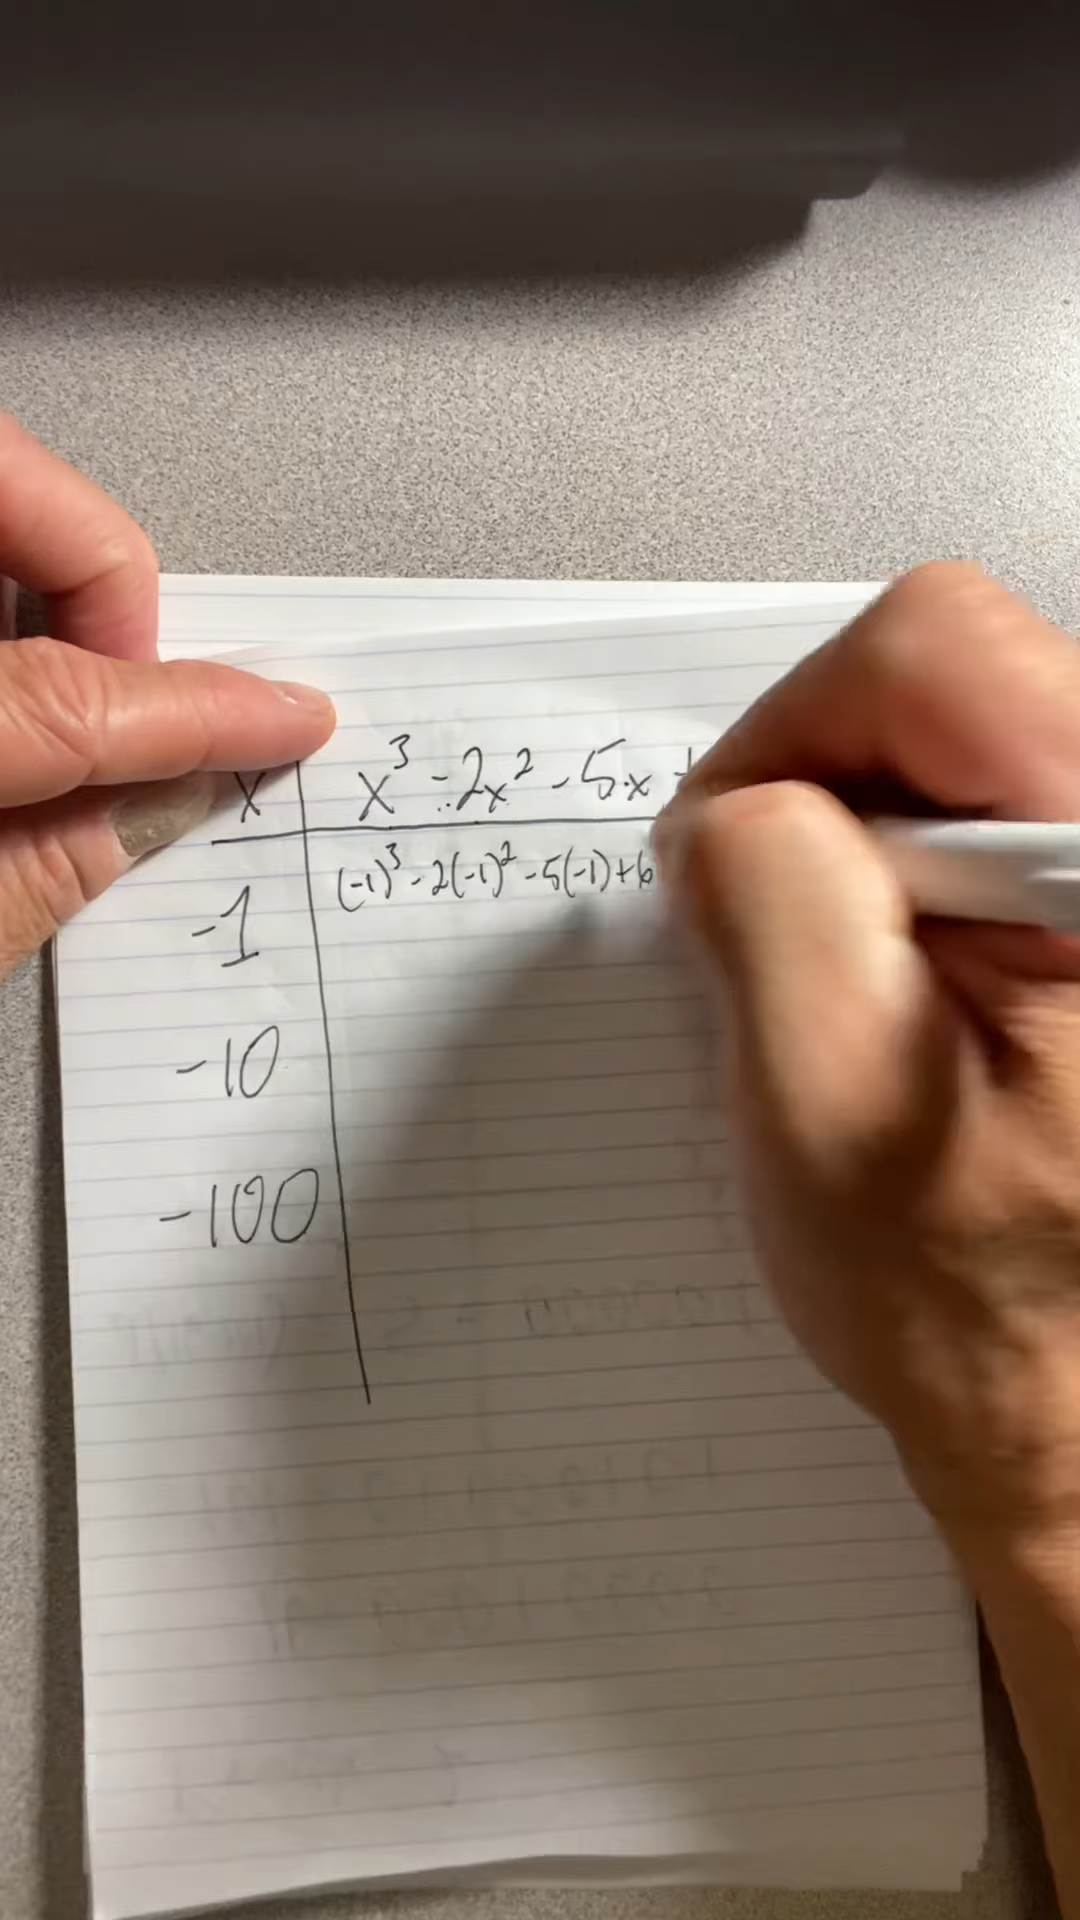 x x³ - 2x² - 5x +
-1 (-1)³ - 2(-1)² - 5(-1) + 6
-10
-100